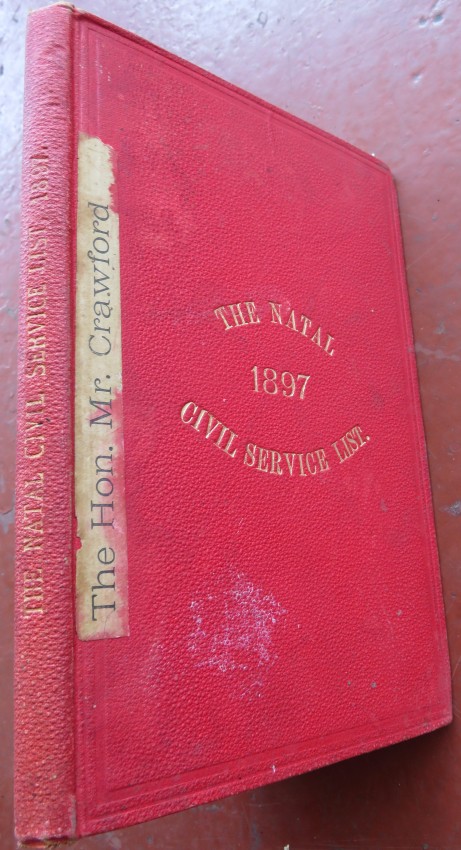 THE NATAL CIVIL SERVICE LIST, 1897.
The Hon. Mr. Crawford
THE NATAL
1897
CIVIL SERVICE LIST.